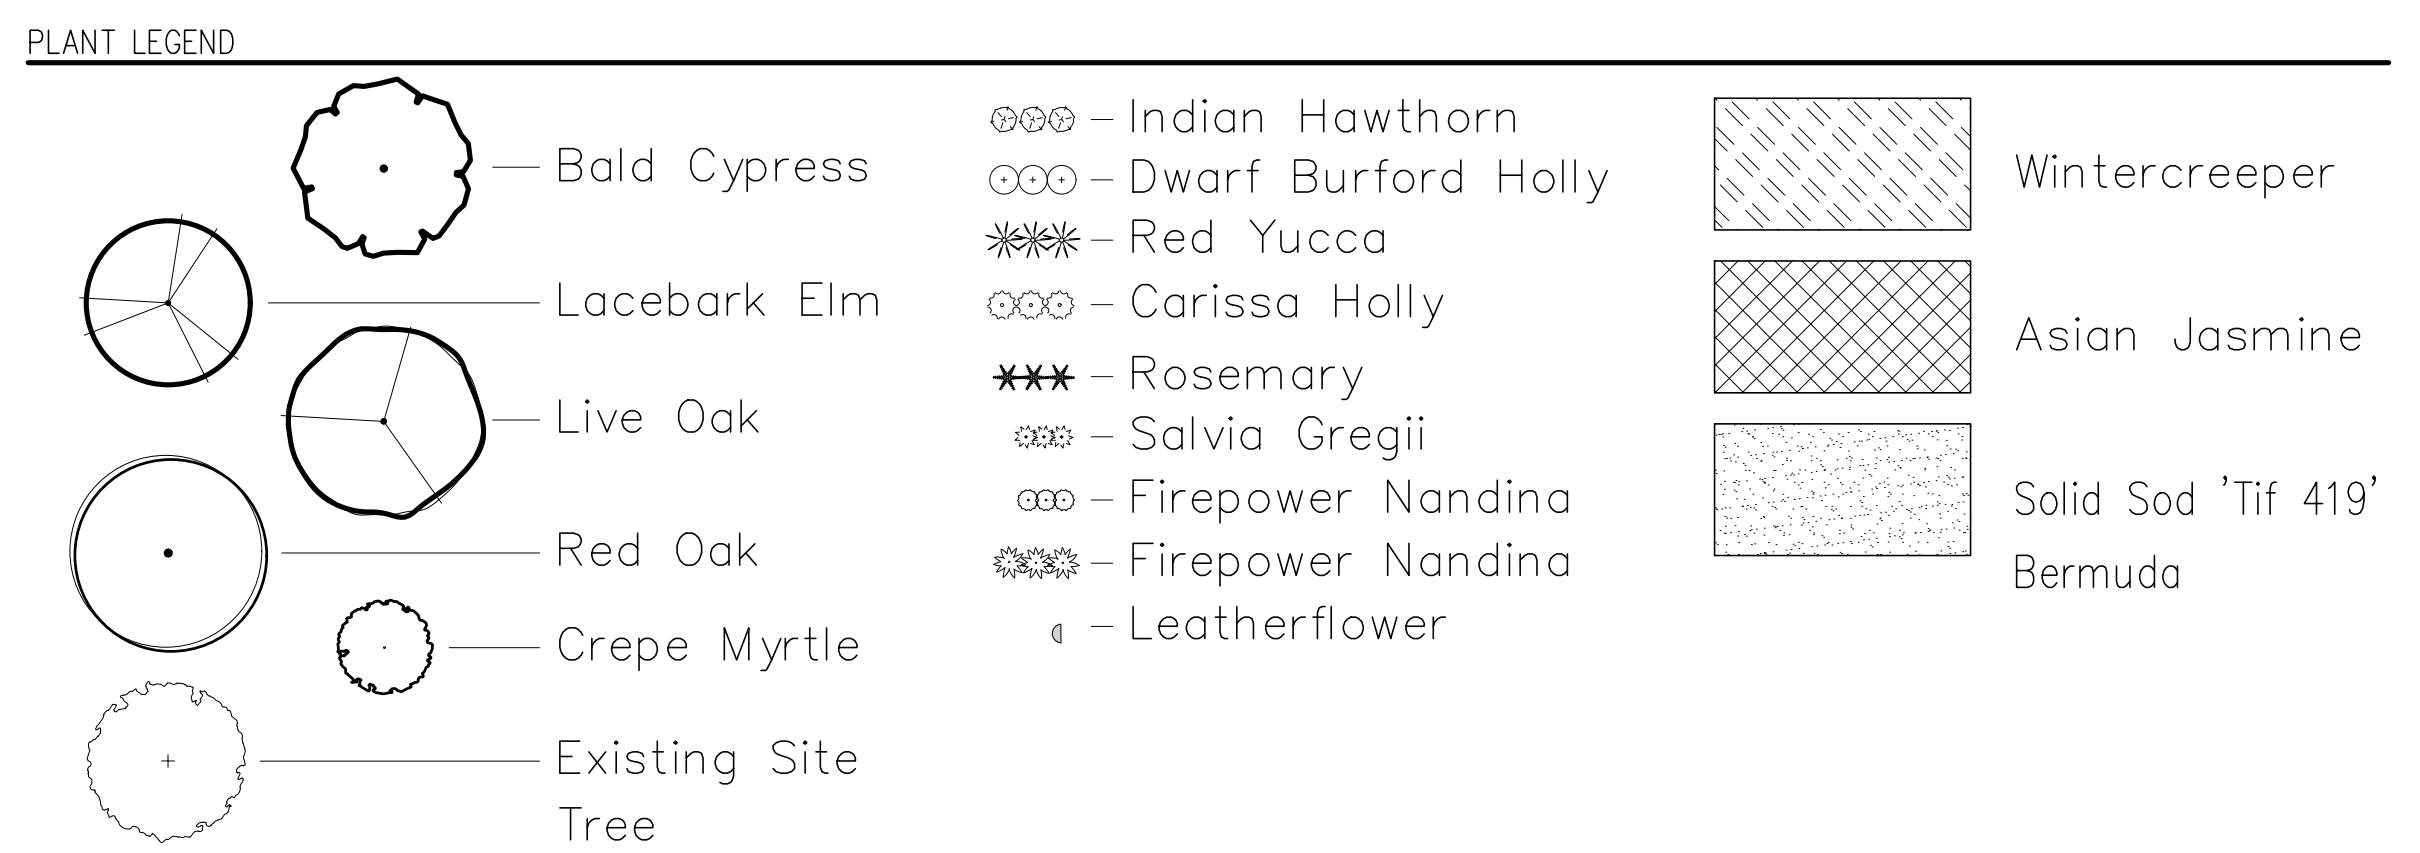 PLANT LEGEND
Bald Cypress
Lacebark Elm
Live Oak
Red Oak
Crepe Myrtle
Existing Site
Tree
Indian Hawthorn
Dwarf Burford Holly
Red Yucca
Carissa Holly
Rosemary
Salvia Gregii
Firepower Nandina
Firepower Nandina
Leatherflower
Wintercreeper
Asian Jasmine
Solid Sod 'Tif 419'
Bermuda